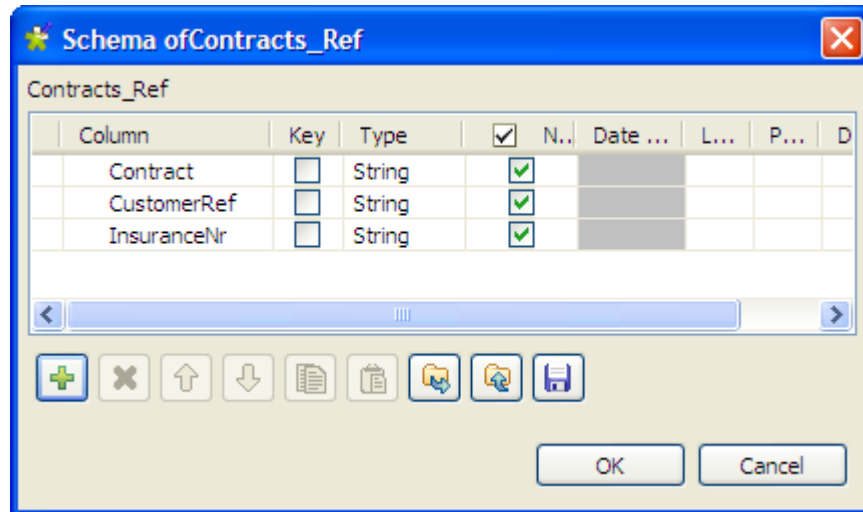 Schema ofContracts_Ref
Contracts_Ref
Column Key Type N.. Date ... L... P... D
Contract String
CustomerRef String
InsuranceNr String
OK Cancel